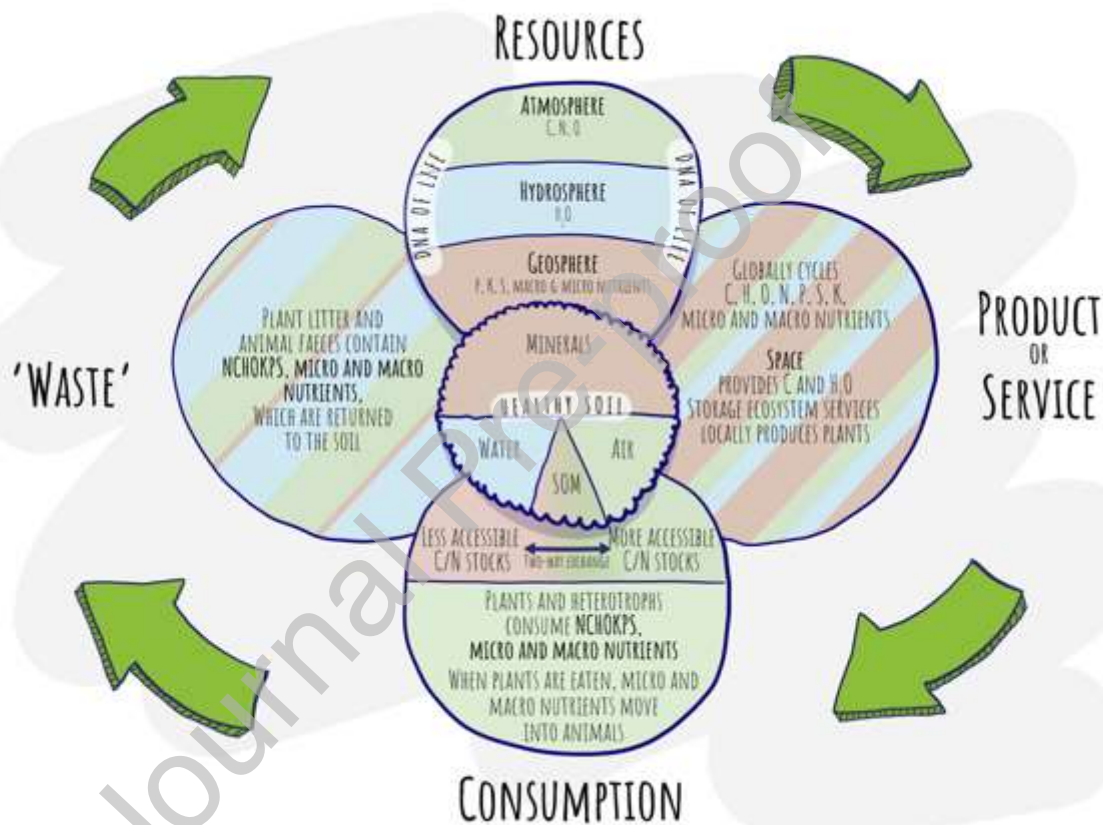 RESOURCES
ATMOSPHERE
C, N, O
DNA OF LIFE
DNA OF LIFE
HYDROSPHERE
H₂O
GEOSPHERE
P, K, S, MACRO & MICRO NUTRIENTS
'WASTE'
PLANT LITTER AND
ANIMAL FAECES CONTAIN
NCHOKPS, MICRO AND MACRO
NUTRIENTS,
WHICH ARE RETURNED
TO THE SOIL
MINERALS
HEALTHY SOIL
WATER
AIR
SOM
GLOBALLY CYCLES
C, H, O, N, P, S, K,
MICRO AND MACRO NUTRIENTS
SPACE
PROVIDES C AND H₂O
STORAGE ECOSYSTEM SERVICES
LOCALLY PRODUCES PLANTS
PRODUCT
OR
SERVICE
LESS ACCESSIBLE
C/N STOCKS
TWO-WAY EXCHANGE
MORE ACCESSIBLE
C/N STOCKS
PLANTS AND HETEROTROPHS
CONSUME NCHOKPS,
MICRO AND MACRO NUTRIENTS
WHEN PLANTS ARE EATEN, MICRO AND
MACRO NUTRIENTS MOVE
INTO ANIMALS
CONSUMPTION
Journal Pre-proof